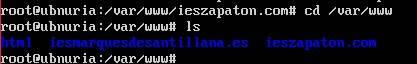 root@ubnuria:/var/www/ieszapaton.com# cd /var/www
root@ubnuria:/var/www# ls
html  iesmarquesdesantillana.es  ieszapaton.com
root@ubnuria:/var/www#